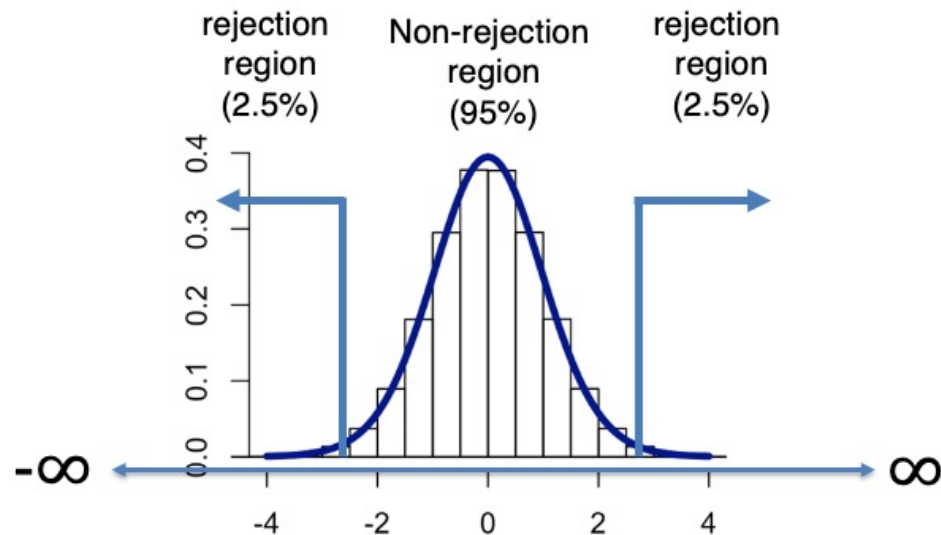 rejection
region
(2.5%)
Non-rejection
region
(95%)
rejection
region
(2.5%)
0.4
0.3
0.2
0.1
0.0
-∞
∞
-4 -2 0 2 4